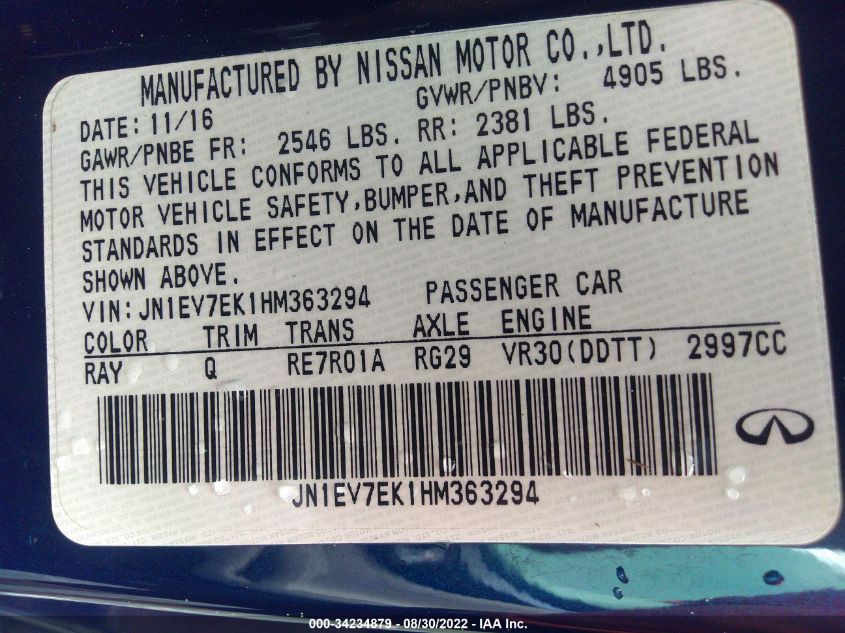 MANUFACTURED BY NISSAN MOTOR CO.,LTD.
DATE: 11/16 GVWR/PNBV: 4905 LBS.
GAWR/PNBE FR: 2546 LBS. RR: 2381 LBS.
THIS VEHICLE CONFORMS TO ALL APPLICABLE FEDERAL
MOTOR VEHICLE SAFETY,BUMPER,AND THEFT PREVENTION
STANDARDS IN EFFECT ON THE DATE OF MANUFACTURE
SHOWN ABOVE.
VIN: JN1EV7EK1HM363294 PASSENGER CAR
COLOR TRIM TRANS AXLE ENGINE
RAY Q RE7R01A RG29 VR30(DDTT) 2997CC
JN1EV7EK1HM363294
000-34234879 - 08/30/2022 - IAA Inc.